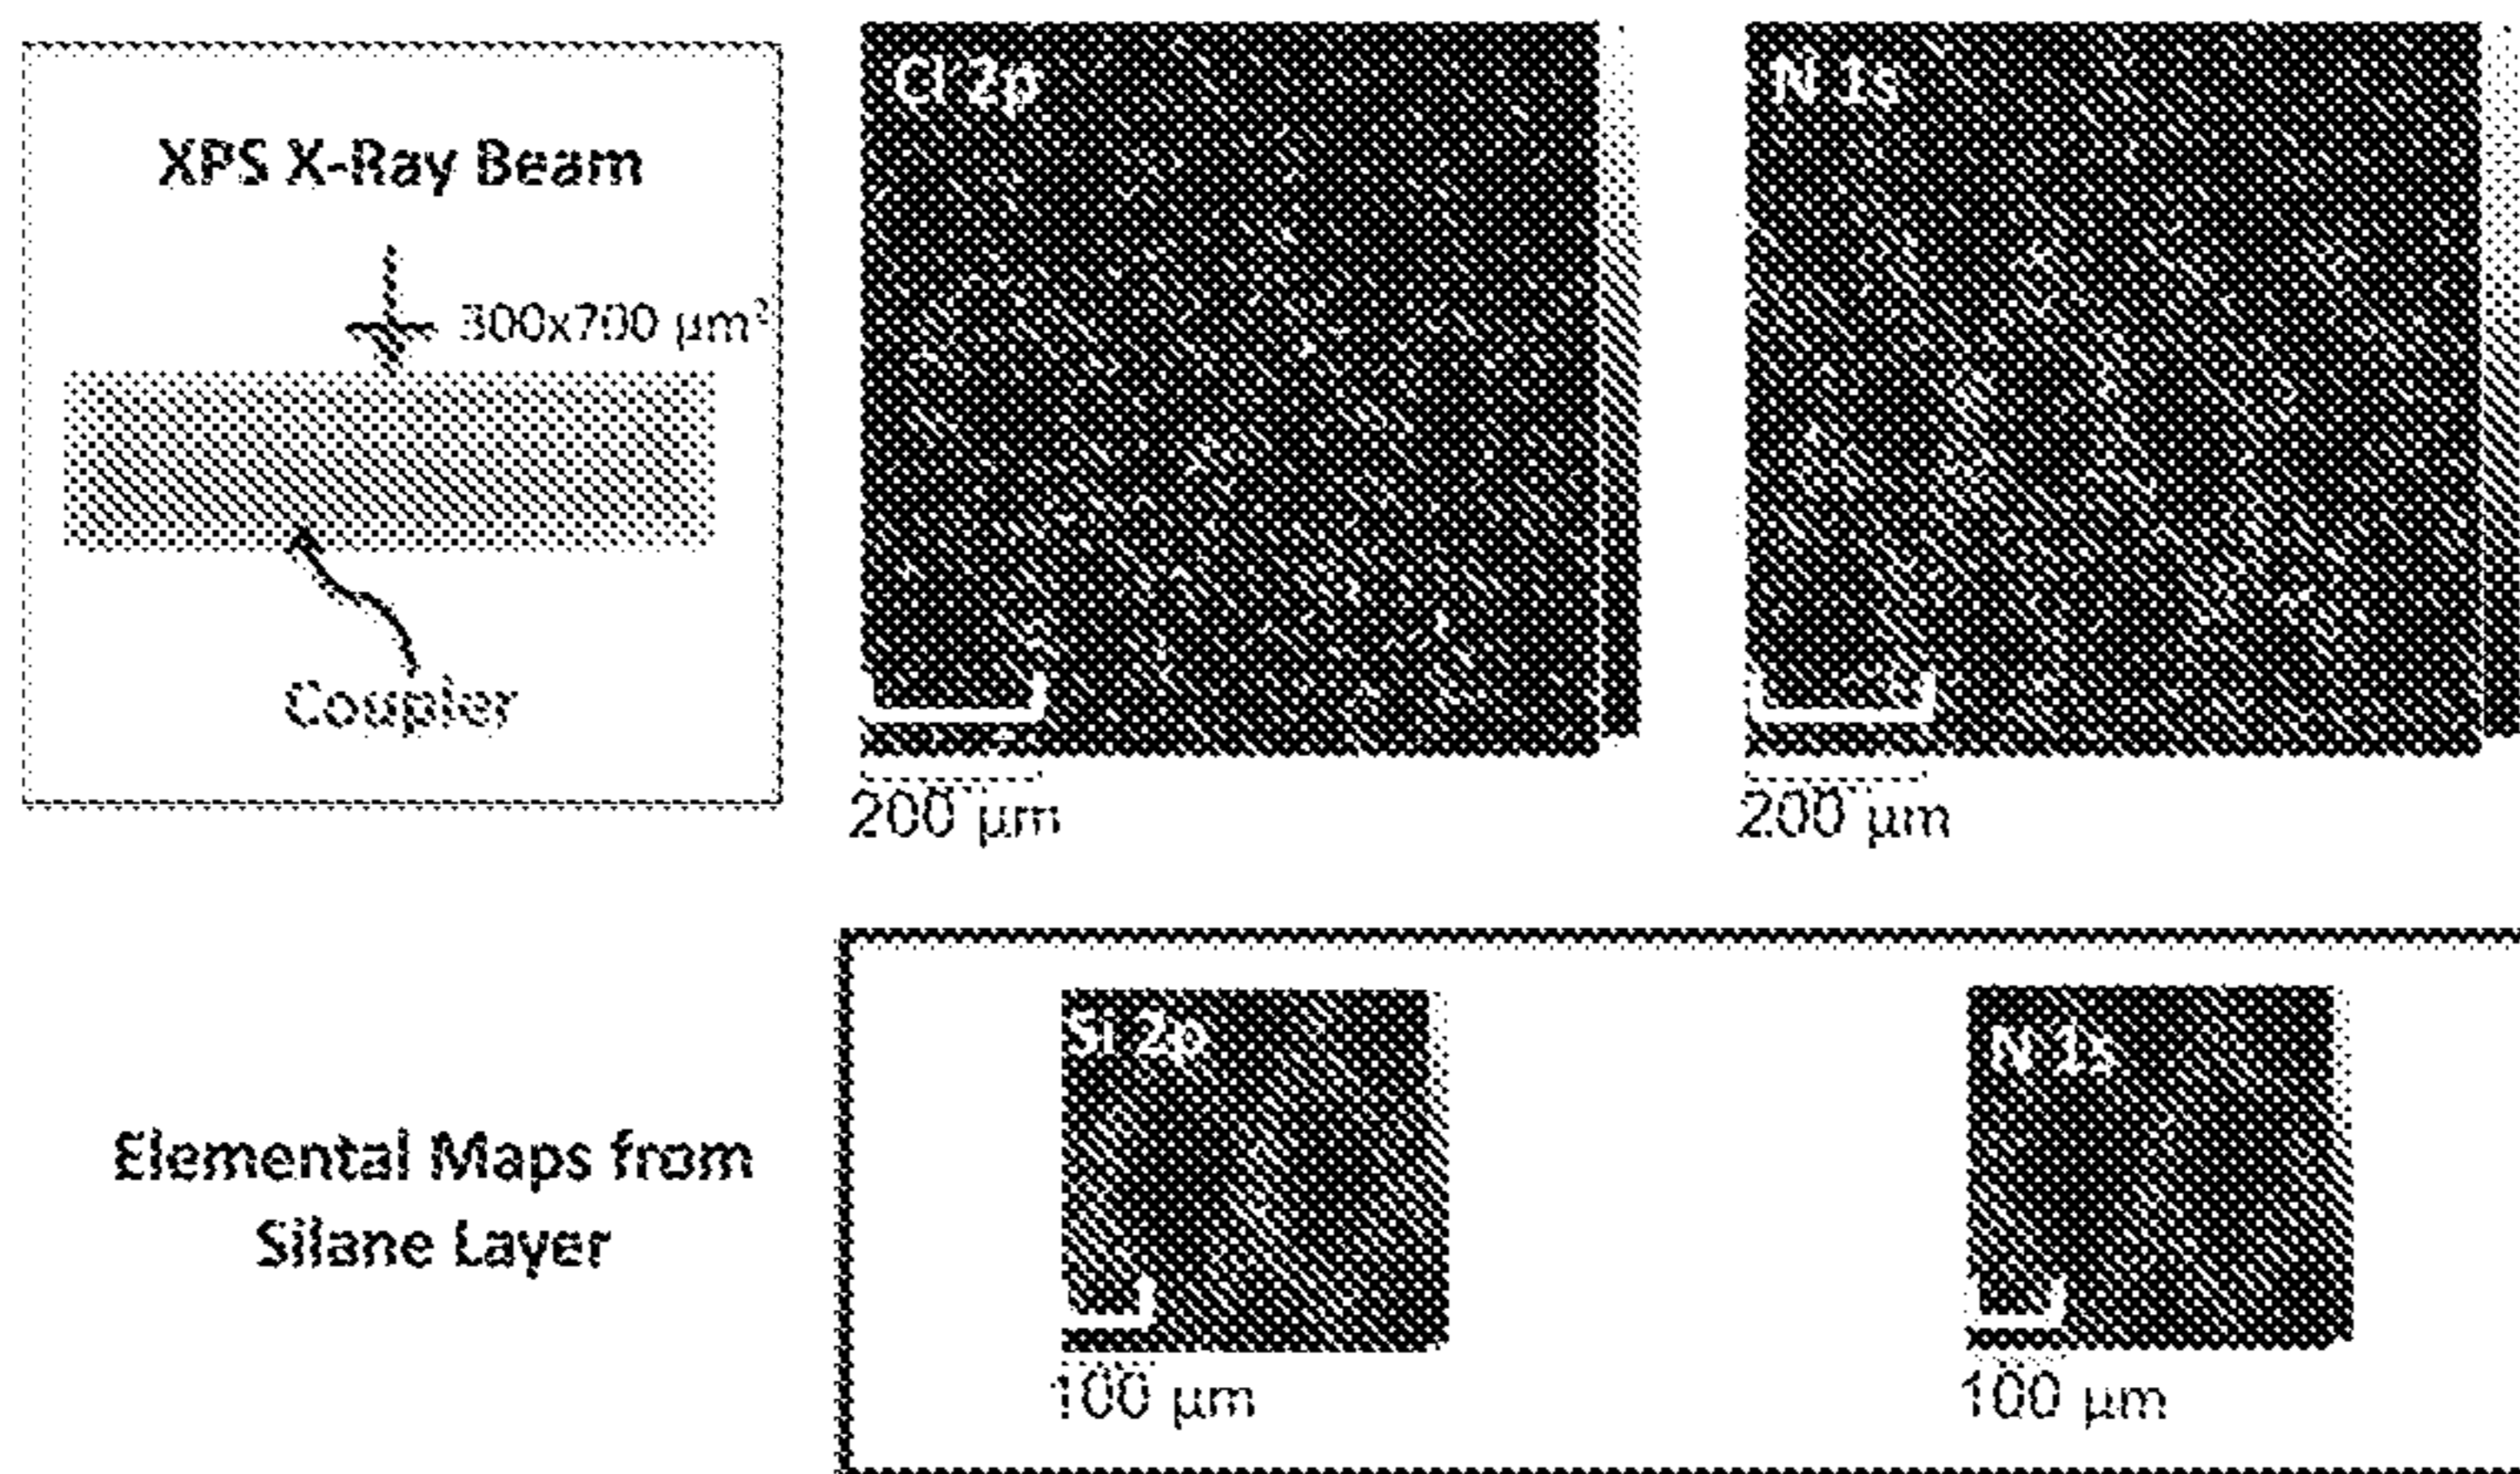 XPS X-Ray Beam
300x700 μm²
Coupler
Cl 2p
200 μm
N 1s
200 μm
Elemental Maps from
Silane Layer
Si 2p
100 μm
N 1s
100 μm